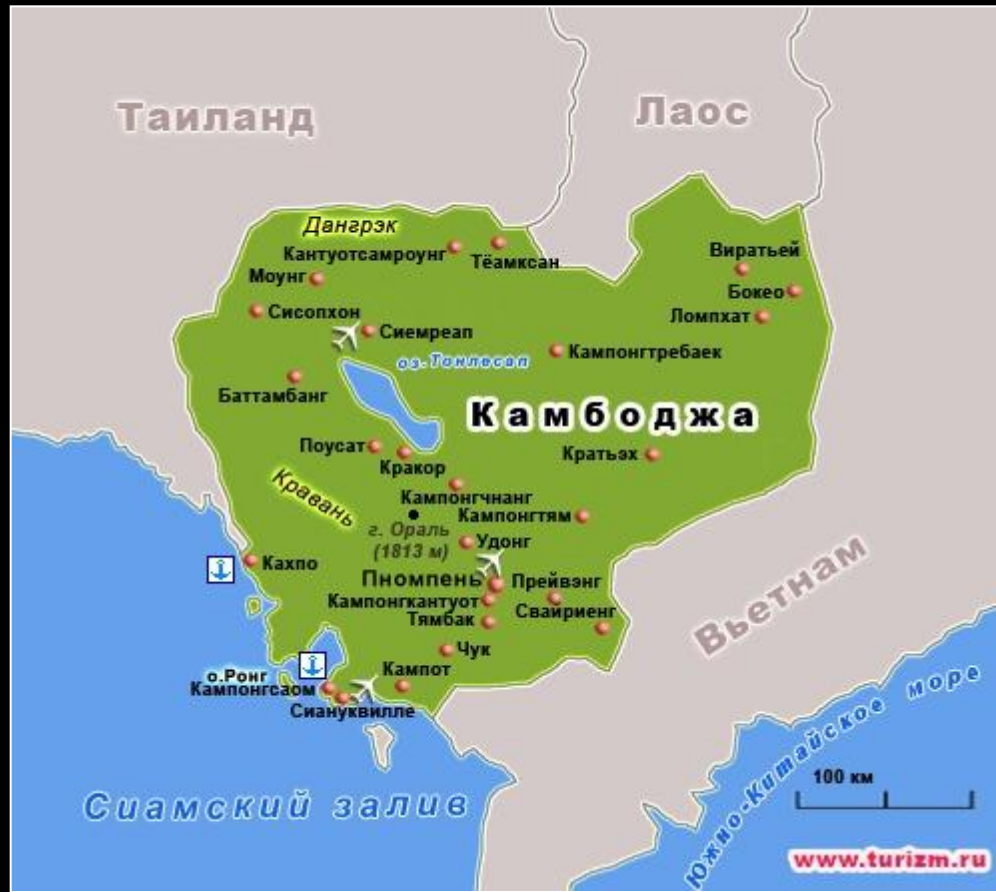 Таиланд
Лаос
Дангрэк
Кантуотсамроунг
Тёамксан
Виратьей
Моунг
Бокео
Сисопхон
Ломпхат
Сиемреап
Кампонгтребаек
оз.Тонлесап
Баттамбанг
Камбоджа
Поусат
Кракор
Кратьэх
Кравань
Кампонгчнанг
Кампонгтям
г. Ораль
(1813 м)
Удонг
Кахпо
Пномпень
Прейвэнг
Кампонгкантуот
Свайриенг
Тямбак
Вьетнам
Чук
о.Ронг
Кампот
Кампонгсаом
Сиануквилле
Сиамский залив
Южно-Китайское море
100 км
www.turizm.ru